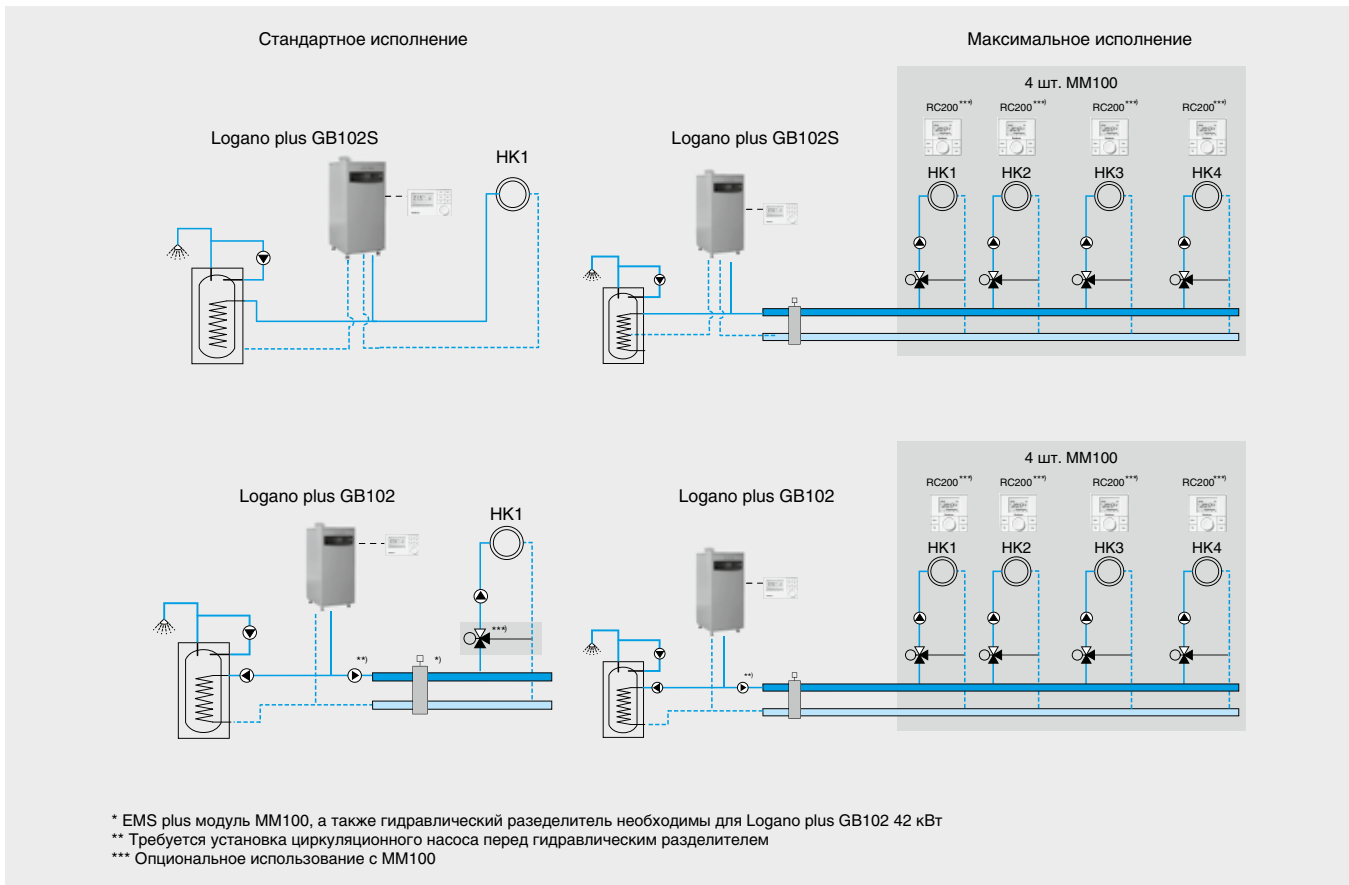 Стандартное исполнение
Максимальное исполнение
Logano plus GB102S
HK1
Logano plus GB102S
4 шт. MM100
RC200***) RC200***) RC200***) RC200***)
HK1 HK2 HK3 HK4
Logano plus GB102
HK1
***)
**)
*)
Logano plus GB102
**)
4 шт. MM100
RC200***) RC200***) RC200***) RC200***)
HK1 HK2 HK3 HK4
* EMS plus модуль MM100, а также гидравлический разеделитель необходимы для Logano plus GB102 42 кВт
** Требуется установка циркуляционного насоса перед гидравлическим разделителем
*** Опциональное использование с MM100